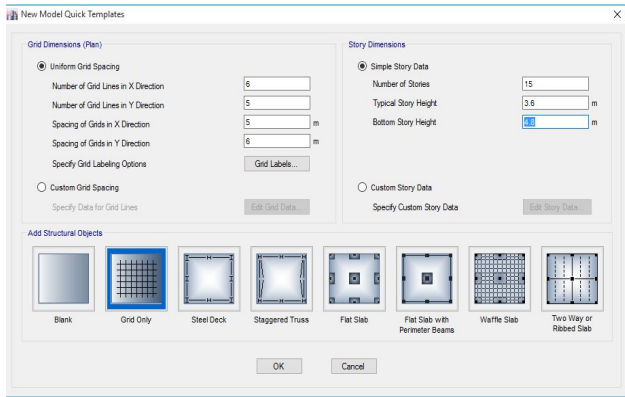 New Model Quick Templates
Grid Dimensions (Plan)
Uniform Grid Spacing
Number of Grid Lines in X Direction 6
Number of Grid Lines in Y Direction 5
Spacing of Grids in X Direction 5 m
Spacing of Grids in Y Direction 6 m
Specify Grid Labeling Options Grid Labels...
Custom Grid Spacing
Specify Data for Grid Lines Edit Grid Data...
Story Dimensions
Simple Story Data
Number of Stories 15
Typical Story Height 3.6 m
Bottom Story Height 4.8 m
Custom Story Data
Specify Custom Story Data Edit Story Data...
Add Structural Objects
Blank
Grid Only
Steel Deck
Staggered Truss
Flat Slab
Flat Slab with
Perimeter Beams
Waffle Slab
Two Way or
Ribbed Slab
OK
Cancel